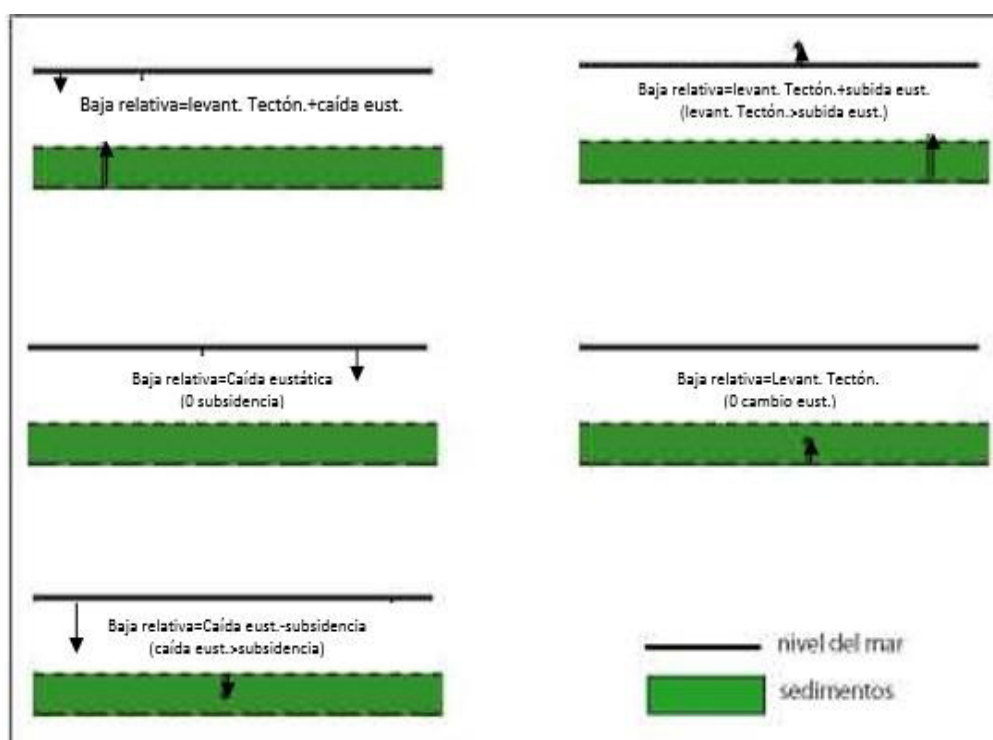 Baja relativa=levant. Tectón.+caída eust.
Baja relativa=levant. Tectón.+subida eust.
(levant. Tectón.>subida eust.)
Baja relativa=Caída eustática
(0 subsidencia)
Baja relativa=Levant. Tectón.
(0 cambio eust.)
Baja relativa=Caída eust.-subsidencia
(caída eust.>subsidencia)
nivel del mar
sedimentos